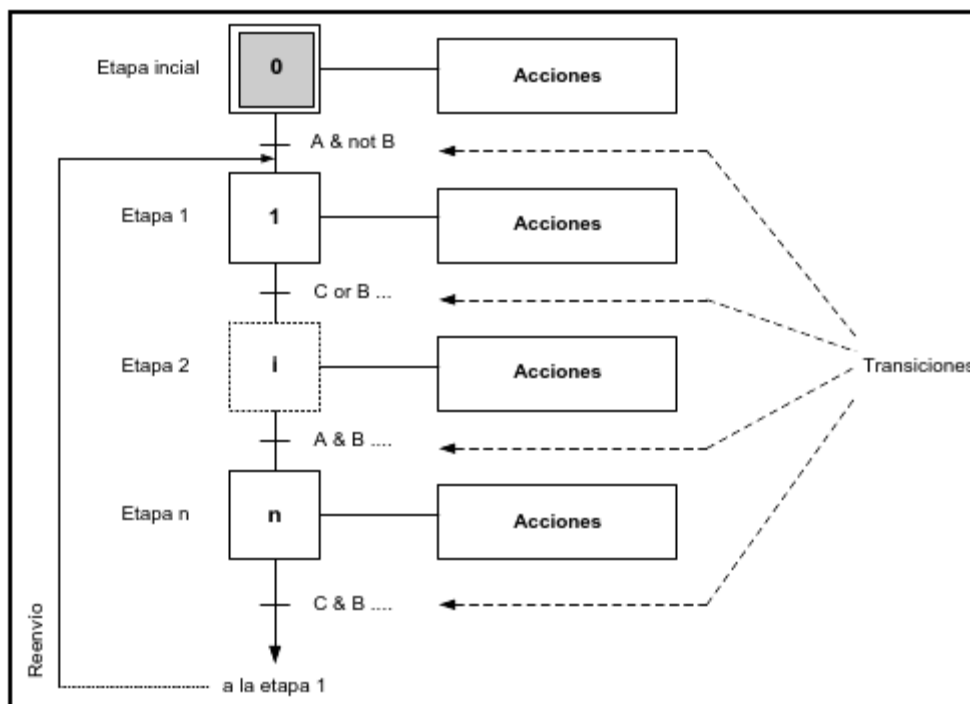 Etapa incial
0
Acciones
A & not B
Etapa 1
1
Acciones
C or B ...
Etapa 2
i
Acciones
Transiciones
A & B ....
Etapa n
n
Acciones
C & B ....
Reenvio
a la etapa 1